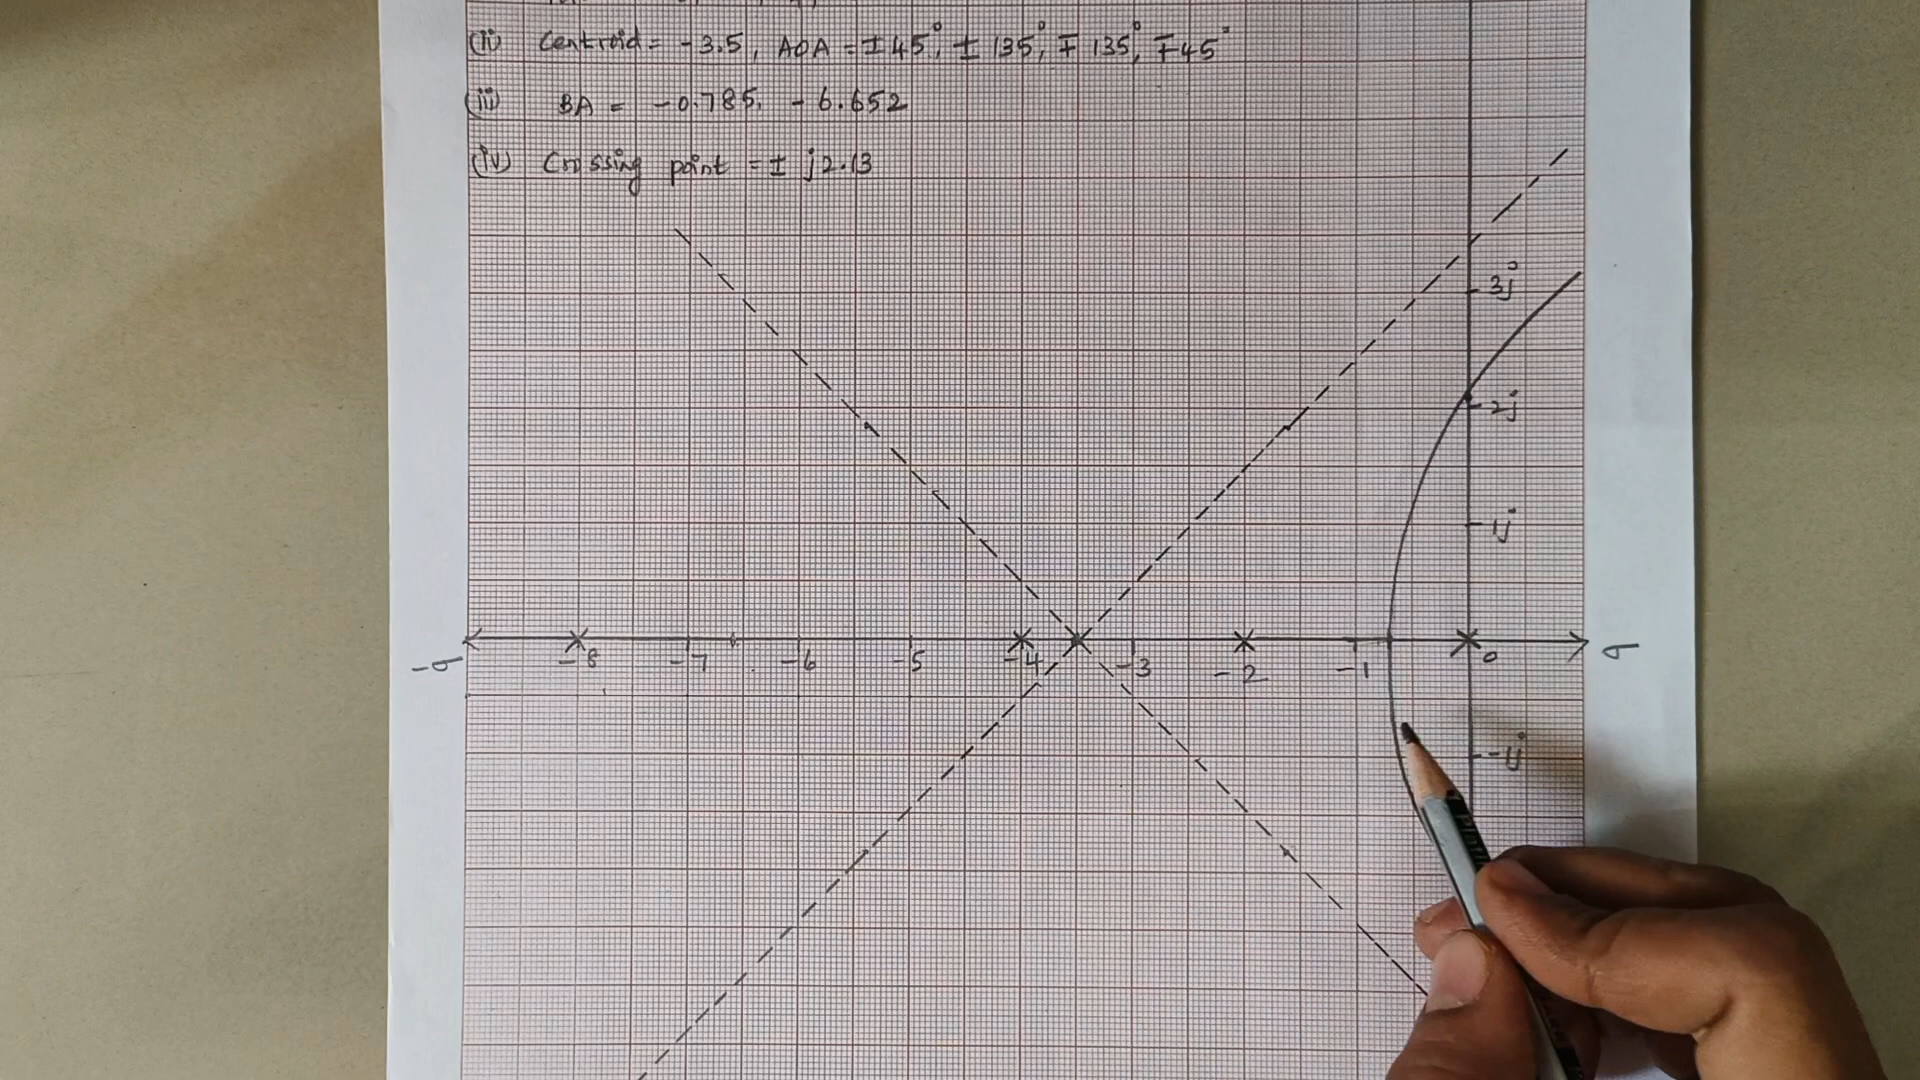 (ii) Centroid = -3.5, AOA = ±45°, ±135°, ∓135°, ∓45°
(iii) BA = -0.785, -6.652
(iv) Crossing point = ± j2.13
3j
2j
1j
-σ -8 -7 -6 -5 -4 -3 -2 -1 0 σ
-1j